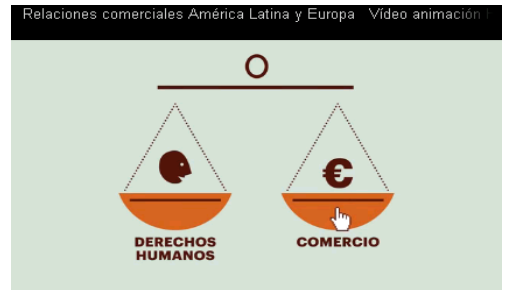 Relaciones comerciales América Latina y Europa Vídeo animación
€
DERECHOS
HUMANOS
COMERCIO